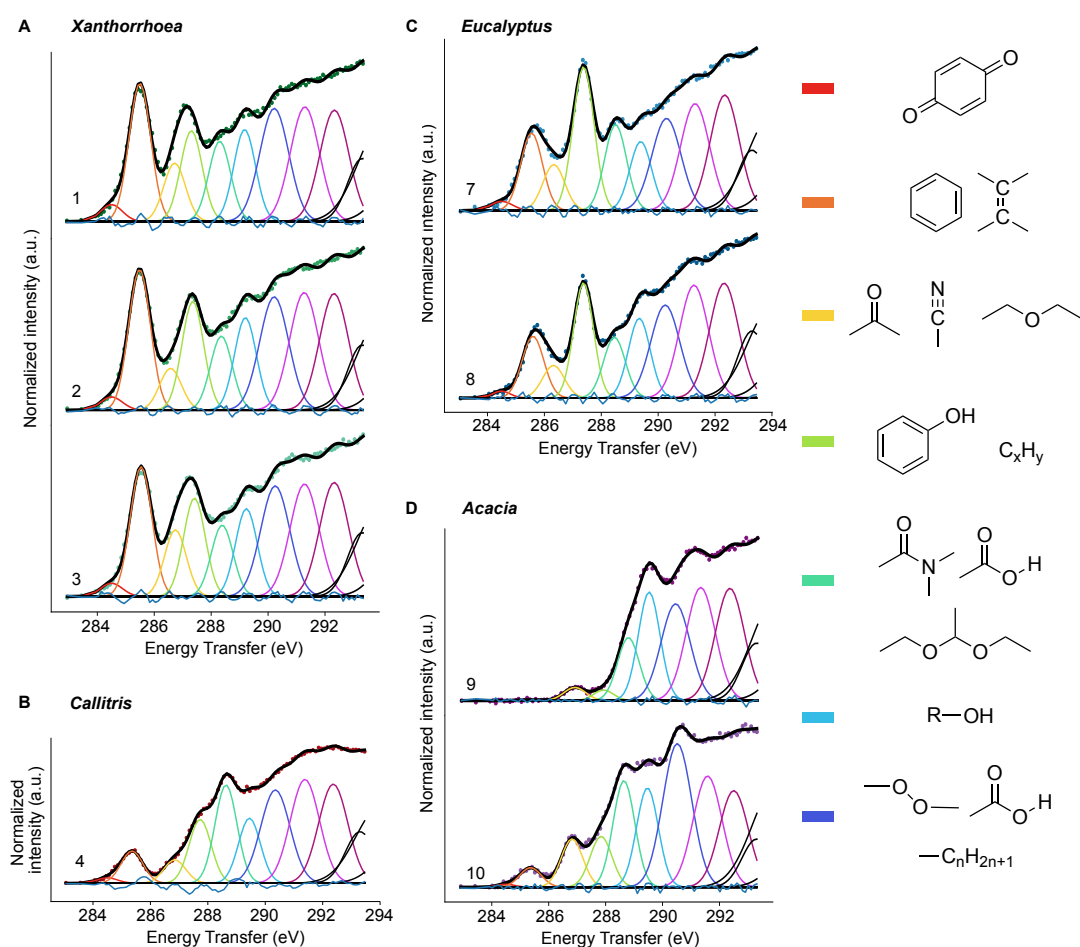 A Xanthorrhoea
Normalized intensity (a.u.)
1
2
3
284 286 288 290 292
Energy Transfer (eV)
B Callitris
Normalized
intensity (a.u.)
4
284 286 288 290 292 294
Energy Transfer (eV)
C Eucalyptus
Normalized intensity (a.u.)
7
8
284 286 288 290 292 294
Energy Transfer (eV)
D Acacia
Normalized intensity (a.u.)
9
10
284 286 288 290 292
Energy Transfer (eV)
O
O
C
C
O
N
C
O
OH
CxHy
O
N
O
O
H
O
O
R—OH
O
O
O
O
H
—CnH2n+1